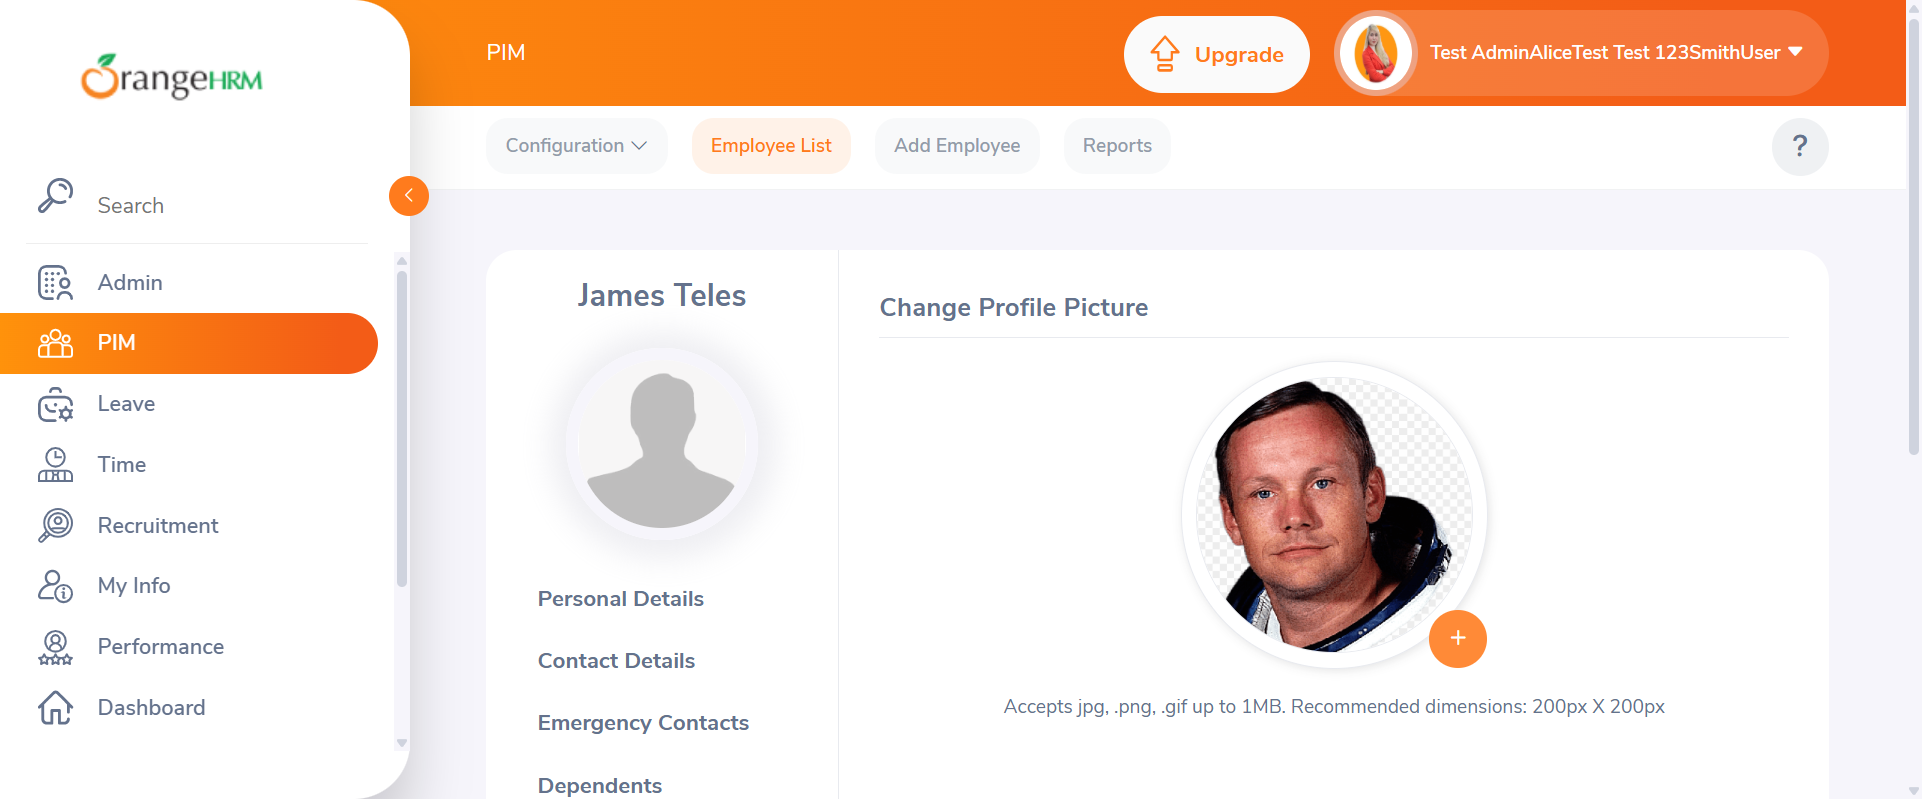 OrangeHRM
Search
Admin
PIM
Leave
Time
Recruitment
My Info
Performance
Dashboard
PIM
Upgrade
Test AdminAliceTest Test 123SmithUser
Configuration
Employee List
Add Employee
Reports
?
James Teles
Personal Details
Contact Details
Emergency Contacts
Dependents
Change Profile Picture
+
Accepts jpg, .png, .gif up to 1MB. Recommended dimensions: 200px X 200px